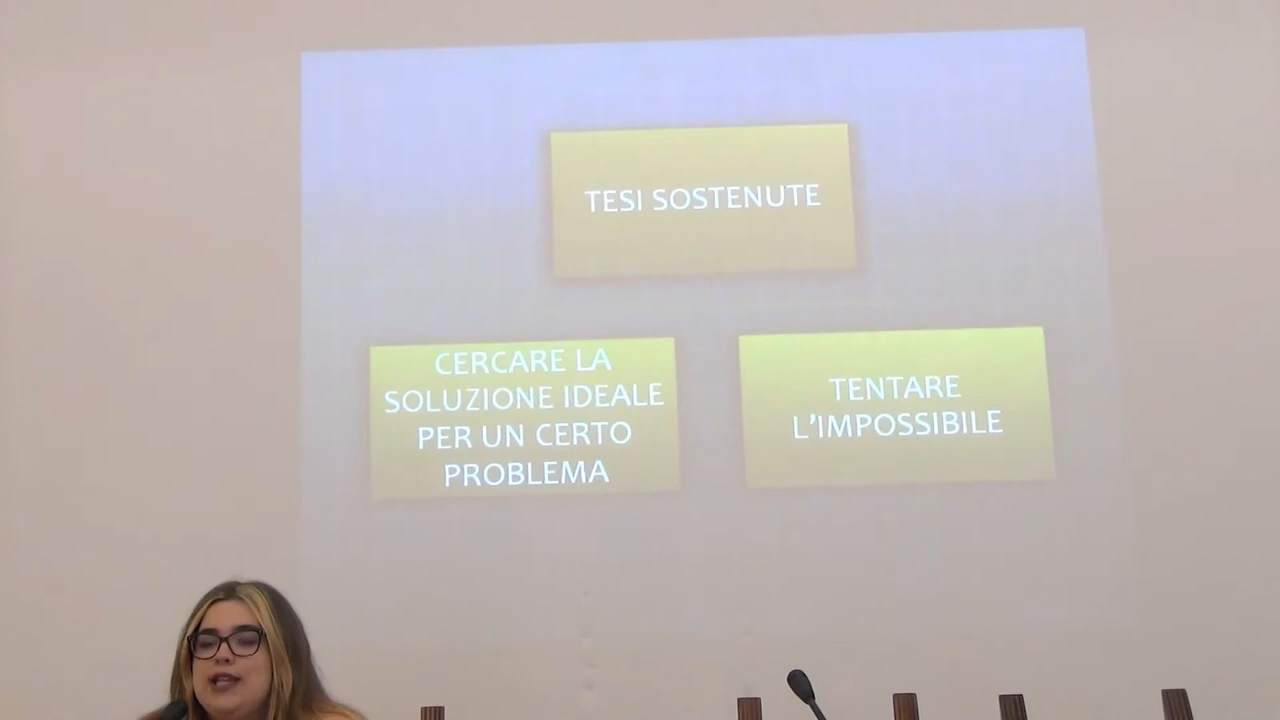 TESI SOSTENUTE
CERCARE LA
SOLUZIONE IDEALE
PER UN CERTO
PROBLEMA
TENTARE
L'IMPOSSIBILE